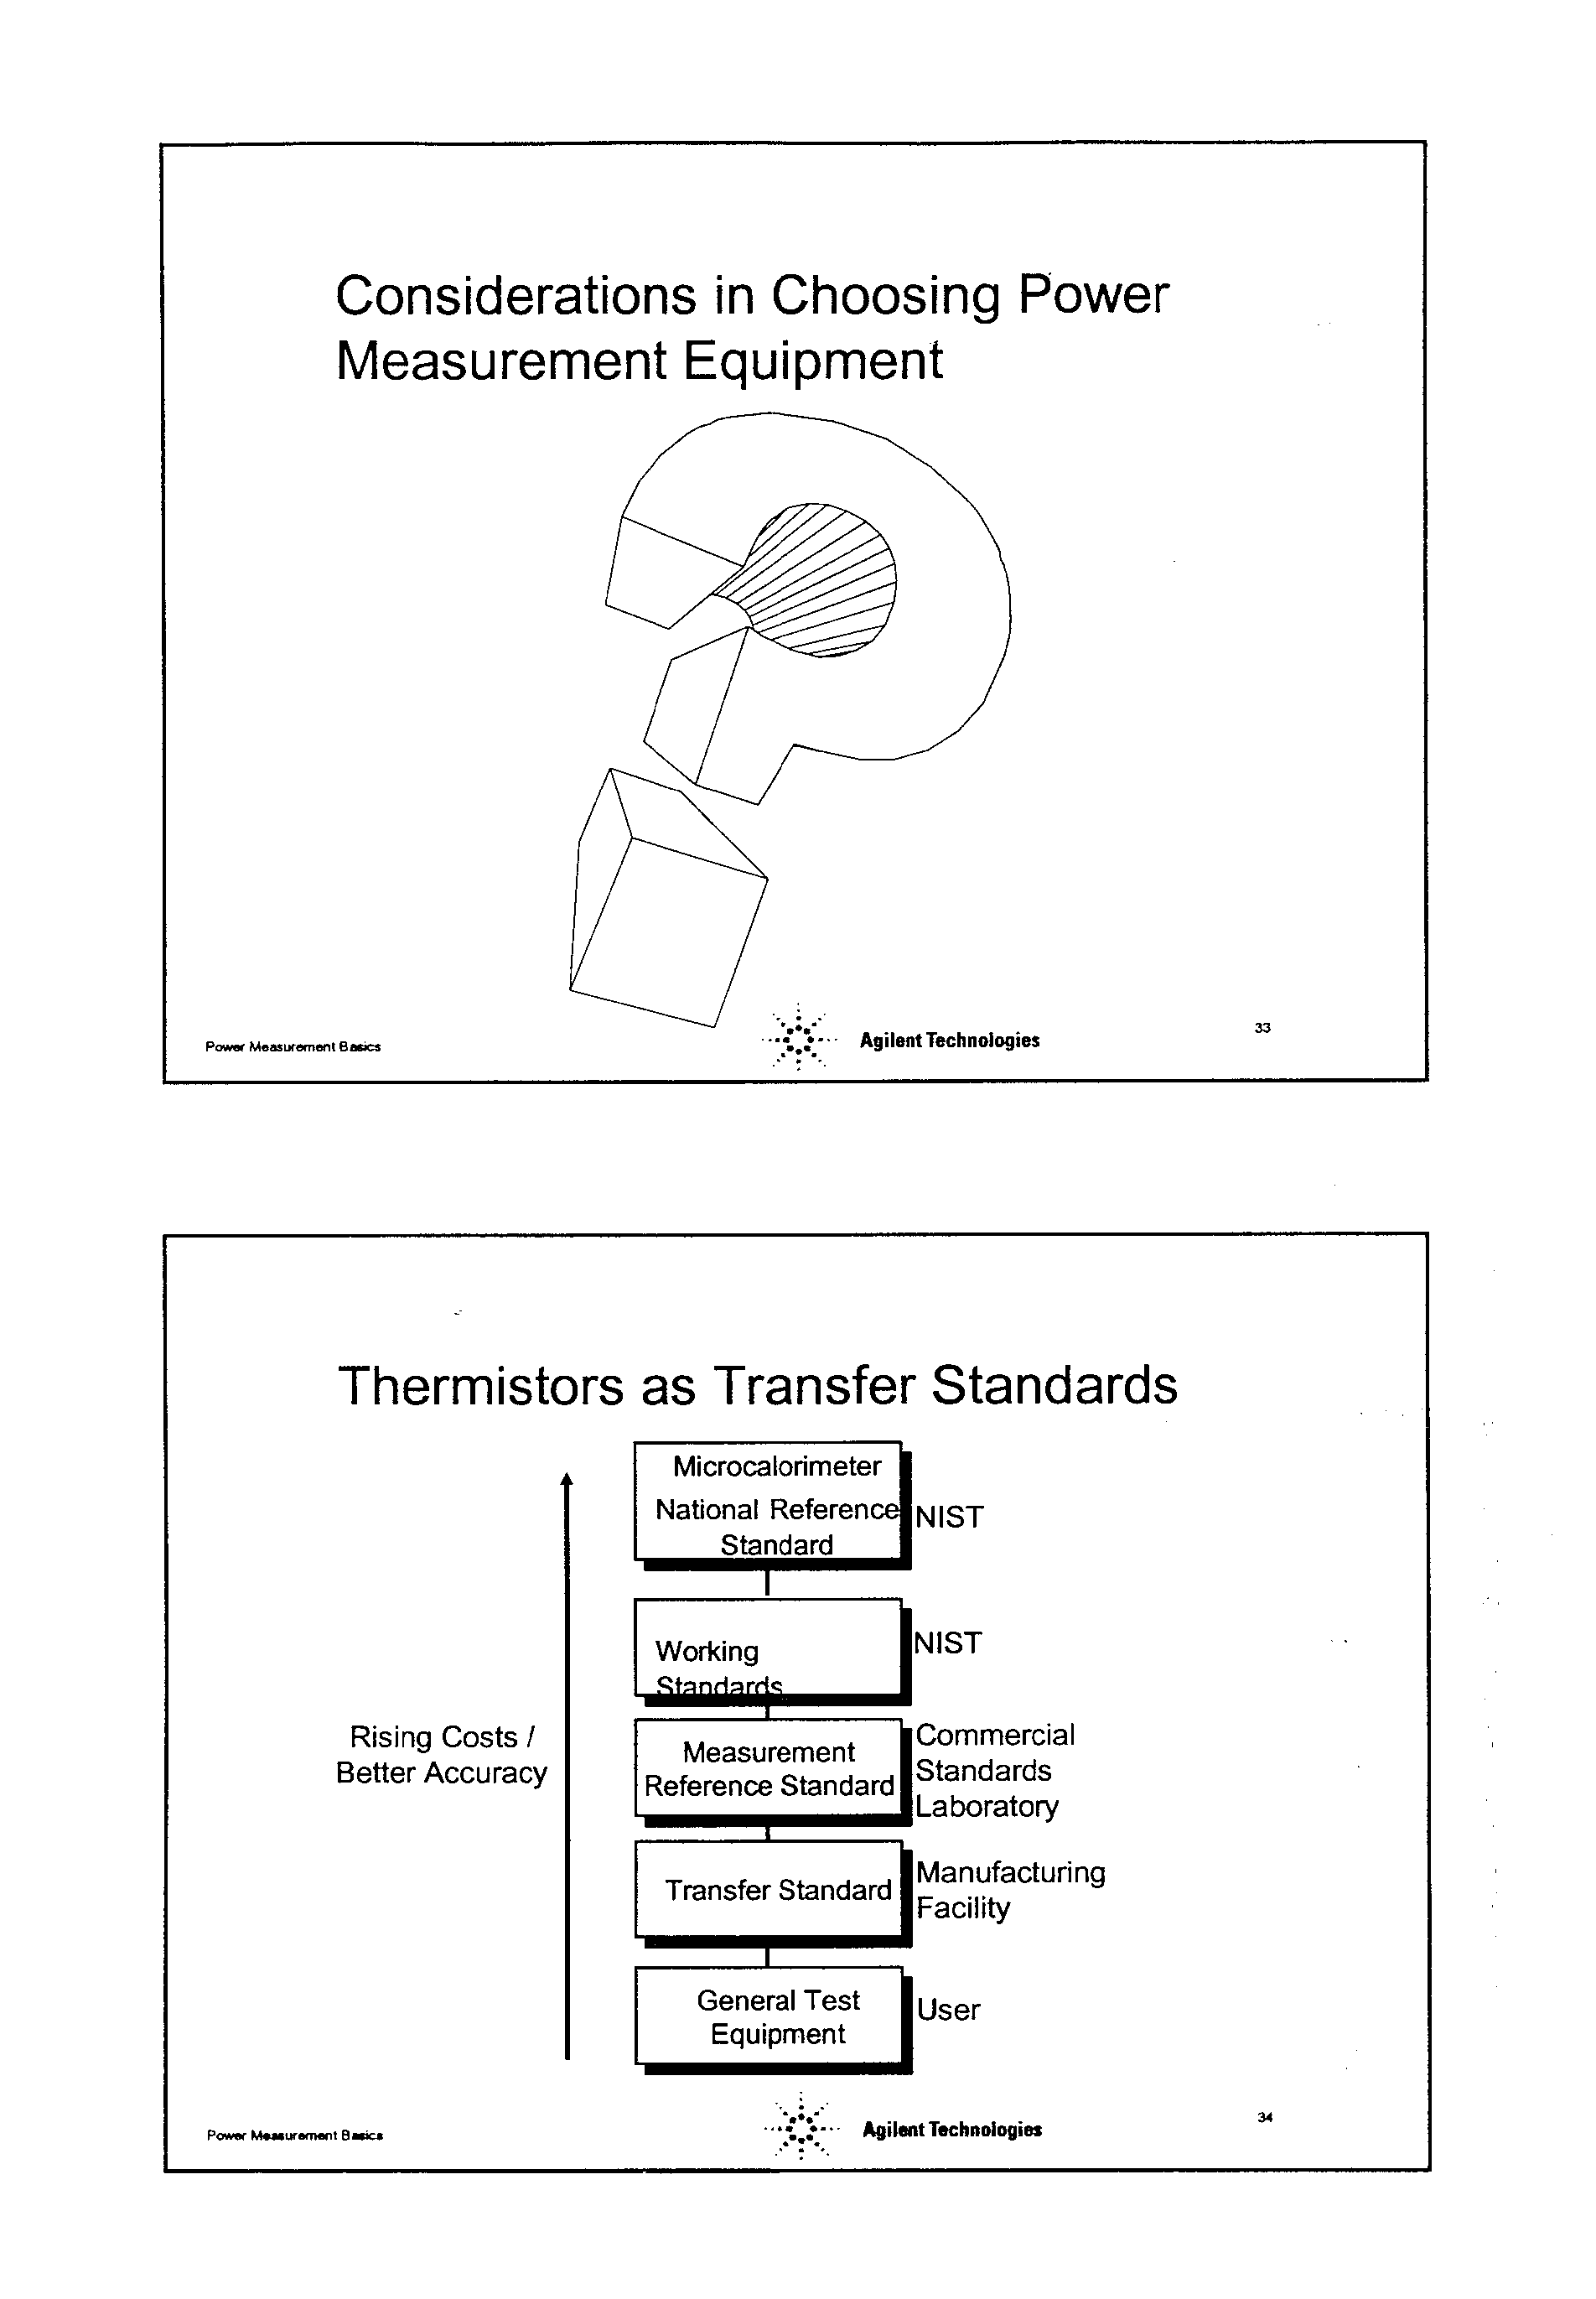 Considerations in Choosing Power
Measurement Equipment
Power Measurement Basics
Agilent Technologies
33
Thermistors as Transfer Standards
Microcalorimeter
National Reference
Standard
NIST
Working
Standards
NIST
Rising Costs /
Better Accuracy
Measurement
Reference Standard
Commercial
Standards
Laboratory
Transfer Standard
Manufacturing
Facility
General Test
Equipment
User
Power Measurement Basics
Agilent Technologies
34